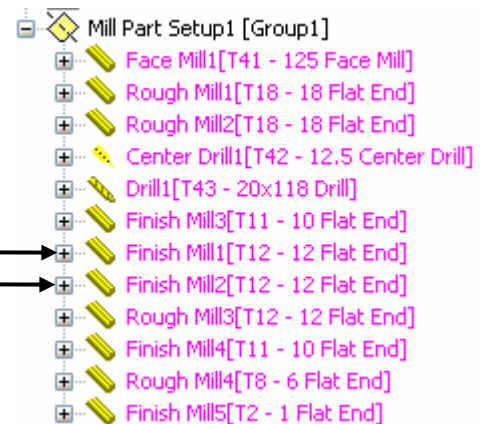 Mill Part Setup1 [Group1]
Face Mill1[T41 - 125 Face Mill]
Rough Mill1[T18 - 18 Flat End]
Rough Mill2[T18 - 18 Flat End]
Center Drill1[T42 - 12.5 Center Drill]
Drill1[T43 - 20x118 Drill]
Finish Mill3[T11 - 10 Flat End]
Finish Mill1[T12 - 12 Flat End]
Finish Mill2[T12 - 12 Flat End]
Rough Mill3[T12 - 12 Flat End]
Finish Mill4[T11 - 10 Flat End]
Rough Mill4[T8 - 6 Flat End]
Finish Mill5[T2 - 1 Flat End]